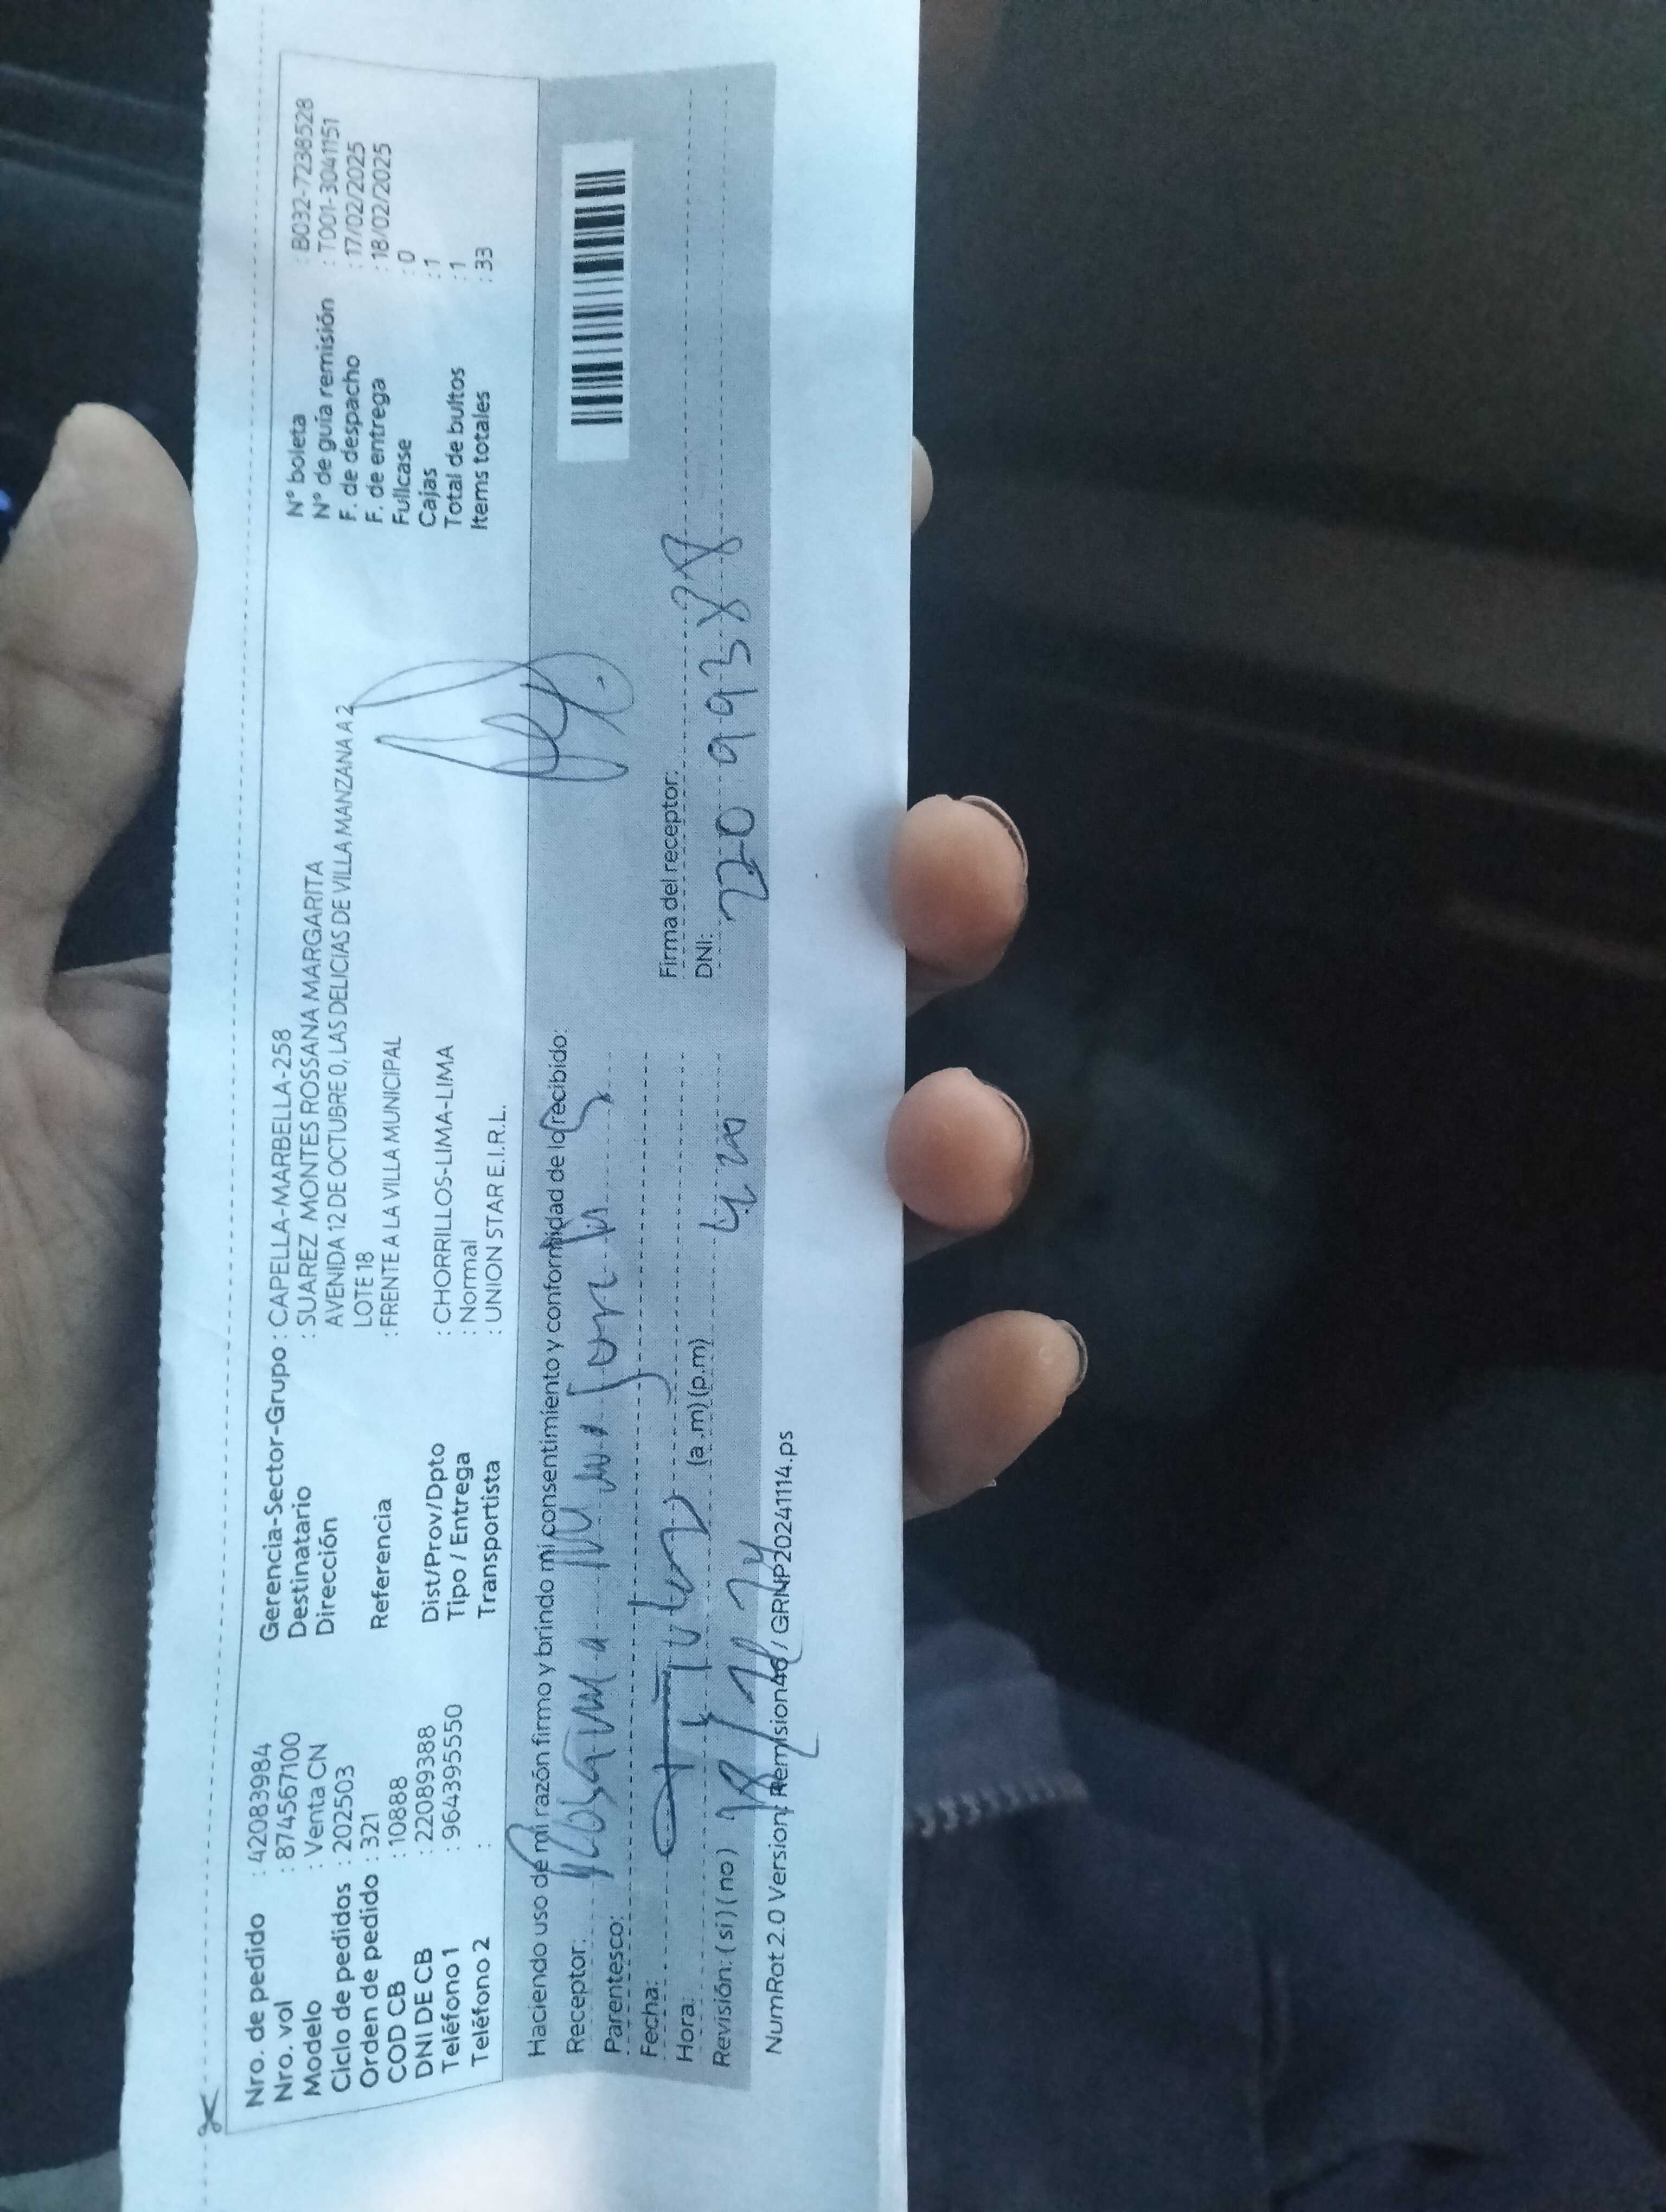 Nro. de pedido : 420839984
Nro. vol : 874567100
Modelo : Venta CN
Ciclo de pedidos : 202503
Orden de pedido : 321
COD CB : 10888
DNI DE CB : 22089388
Teléfono 1 : 964395550
Teléfono 2 :
Gerencia-Sector-Grupo : CAPELLA-MARBELLA-258
Destinatario : SUAREZ MONTES ROSSANA MARGARITA
Dirección AVENIDA 12 DE OCTUBRE 0, LAS DELICIAS DE VILLA MANZANA A 2
LOTE 18
Referencia : FRENTE A LA VILLA MUNICIPAL
Dist/Prov/Dpto : CHORRILLOS-LIMA-LIMA
Tipo / Entrega : Normal
Transportista : UNION STAR E.I.R.L.
N° boleta : B032-7238528
N° de guía remisión : T001-3041151
F. de despacho : 17/02/2025
F. de entrega : 18/02/2025
Fullcase : 0
Cajas : 1
Total de bultos : 1
Items totales : 33
Haciendo uso de mi razón firmo y brindo mi consentimiento y conformidad de lo recibido:
Receptor:
Parentesco:
Fecha:
Hora: (a.m) (p.m)
Revisión: ( si ) ( no )
Firma del receptor:
DNI:
NumRot 2.0 Version: Remision46 / GRNP20241114.ps